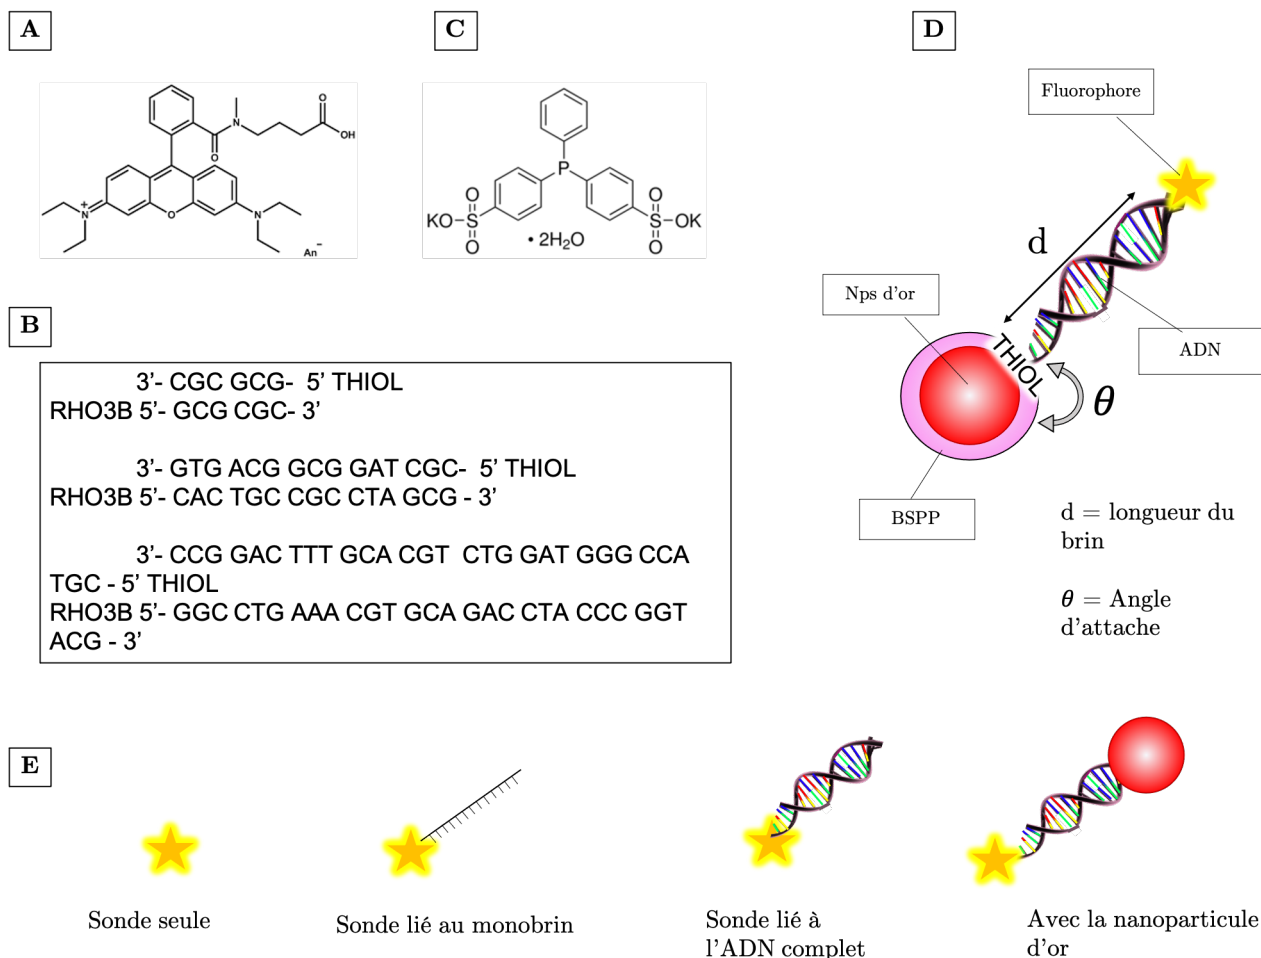 A
C
D
O
N
O
OH
N
+
O
N
An⁻
P
O
KO-S
O
O
S-OK
O
• 2H₂O
Fluorophore
d
Nps d'or
THIOL
ADN
θ
BSPP
d = longueur du
brin
θ = Angle
d'attache
B
3'- CGC GCG- 5' THIOL
RHO3B 5'- GCG CGC- 3'
3'- GTG ACG GCG GAT CGC- 5' THIOL
RHO3B 5'- CAC TGC CGC CTA GCG - 3'
3'- CCG GAC TTT GCA CGT CTG GAT GGG CCA
TGC - 5' THIOL
RHO3B 5'- GGC CTG AAA CGT GCA GAC CTA CCC GGT
ACG - 3'
E
Sonde seule
Sonde lié au monobrin
Sonde lié à
l'ADN complet
Avec la nanoparticule
d'or